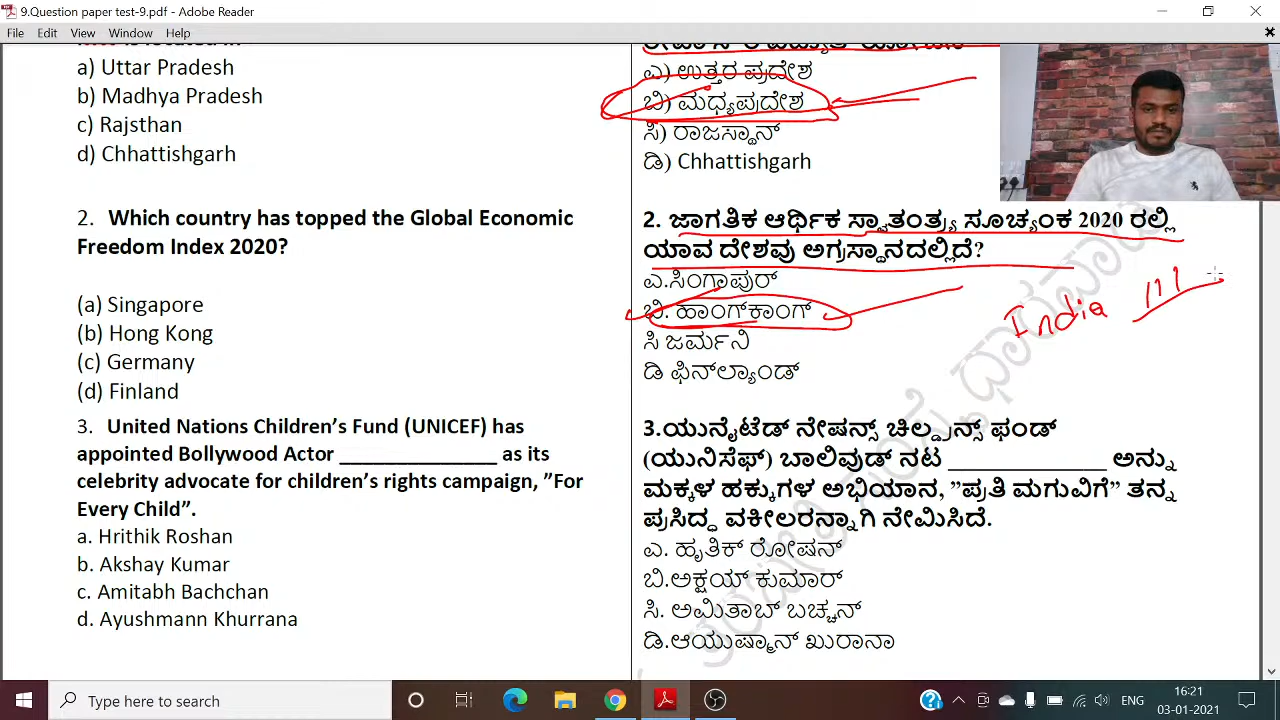 9.Question paper test-9.pdf - Adobe Reader
File Edit View Window Help
a) Uttar Pradesh
b) Madhya Pradesh
c) Rajsthan
d) Chhattishgarh
2. Which country has topped the Global Economic
Freedom Index 2020?
(a) Singapore
(b) Hong Kong
(c) Germany
(d) Finland
3. United Nations Children's Fund (UNICEF) has
appointed Bollywood Actor ______________ as its
celebrity advocate for children's rights campaign, "For
Every Child".
a. Hrithik Roshan
b. Akshay Kumar
c. Amitabh Bachchan
d. Ayushmann Khurrana
ಎ) ಉತ್ತರ ಪ್ರದೇಶ
ಬಿ) ಮಧ್ಯಪ್ರದೇಶ
ಸಿ) ರಾಜಸ್ಥಾನ್
ಡಿ) Chhattishgarh
2. ಜಾಗತಿಕ ಆರ್ಥಿಕ ಸ್ವಾತಂತ್ರ್ಯ ಸೂಚ್ಯಂಕ 2020 ರಲ್ಲಿ
ಯಾವ ದೇಶವು ಅಗ್ರಸ್ಥಾನದಲ್ಲಿದೆ?
ಎ.ಸಿಂಗಾಪುರ್
ಬಿ. ಹಾಂಗ್‌ಕಾಂಗ್
ಸಿ ಜರ್ಮನಿ
ಡಿ ಫಿನ್‌ಲ್ಯಾಂಡ್
India
3.ಯುನೈಟೆಡ್ ನೇಷನ್ಸ್ ಚಿಲ್ಡ್ರನ್ಸ್ ಫಂಡ್
(ಯುನಿಸೆಫ್) ಬಾಲಿವುಡ್ ನಟ ______________ ಅನ್ನು
ಮಕ್ಕಳ ಹಕ್ಕುಗಳ ಅಭಿಯಾನ, "ಪ್ರತಿ ಮಗುವಿಗೆ" ತನ್ನ
ಪ್ರಸಿದ್ಧ ವಕೀಲರನ್ನಾಗಿ ನೇಮಿಸಿದೆ.
ಎ. ಹೃತಿಕ್ ರೋಷನ್
ಬಿ.ಅಕ್ಷಯ್ ಕುಮಾರ್
ಸಿ. ಅಮಿತಾಬ್ ಬಚ್ಚನ್
ಡಿ.ಆಯುಷ್ಮಾನ್ ಖುರಾನಾ
Type here to search
ENG
16:21
03-01-2021